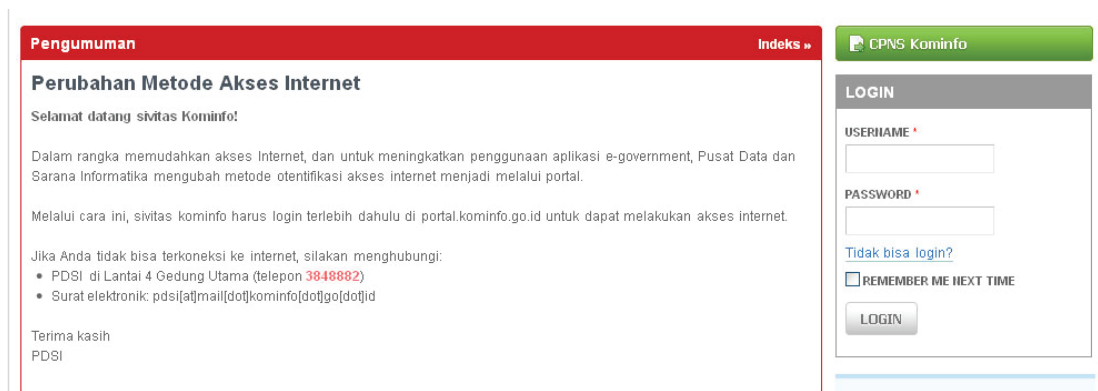 Pengumuman
Indeks »
Perubahan Metode Akses Internet
Selamat datang sivitas Kominfo!
Dalam rangka memudahkan akses Internet, dan untuk meningkatkan penggunaan aplikasi e-government, Pusat Data dan
Sarana Informatika mengubah metode otentifikasi akses internet menjadi melalui portal.
Melalui cara ini, sivitas kominfo harus login terlebih dahulu di portal.kominfo.go.id untuk dapat melakukan akses internet.
Jika Anda tidak bisa terkoneksi ke internet, silakan menghubungi:
• PDSI di Lantai 4 Gedung Utama (telepon 3848882)
• Surat elektronik: pdsi[at]mail[dot]kominfo[dot]go[dot]id
Terima kasih
PDSI
CPNS Kominfo
LOGIN
USERNAME *
PASSWORD *
Tidak bisa login?
REMEMBER ME NEXT TIME
LOGIN